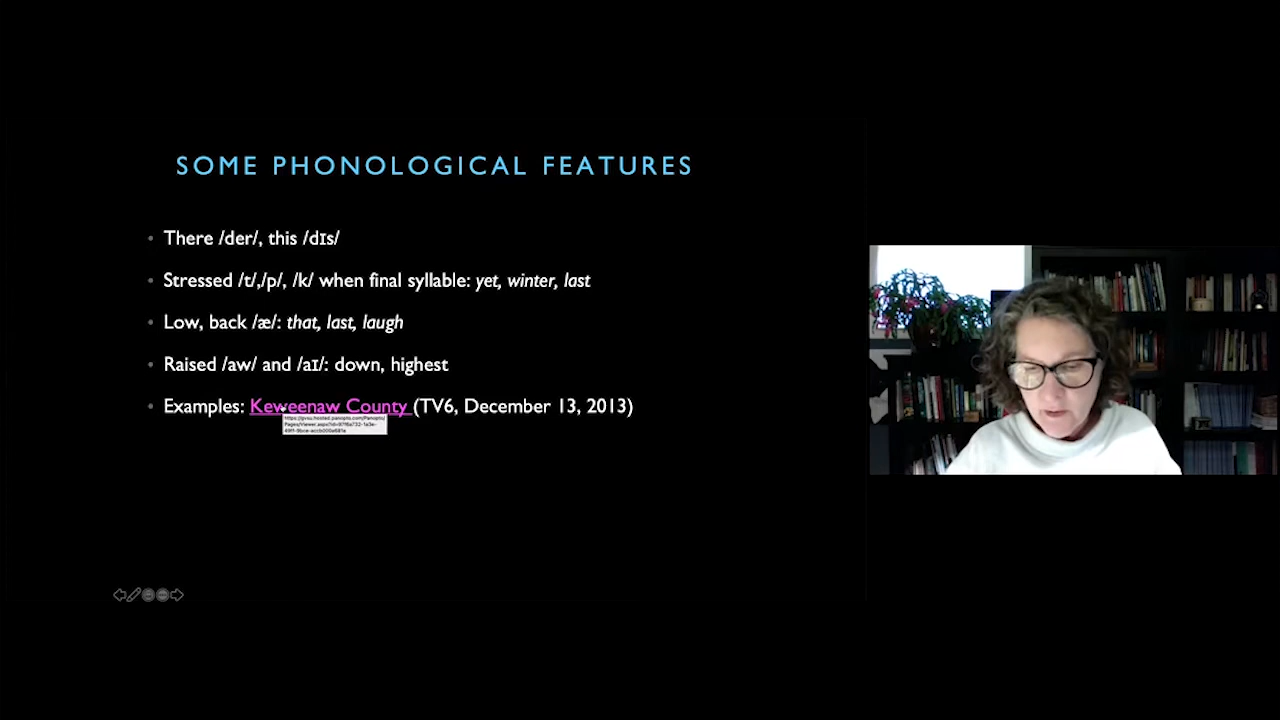 SOME PHONOLOGICAL FEATURES
• There /der/, this /dɪs/
• Stressed /t/,/p/, /k/ when final syllable: yet, winter, last
• Low, back /æ/: that, last, laugh
• Raised /aw/ and /aɪ/: down, highest
• Examples: Keweenaw County (TV6, December 13, 2013)